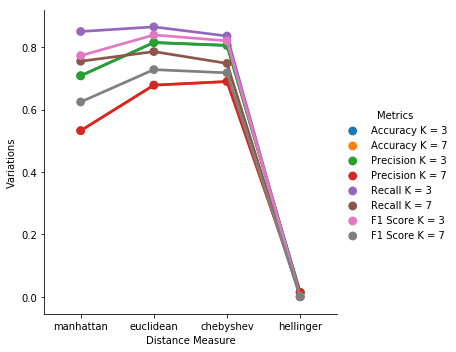 0.8
0.6
0.4
0.2
0.0
Variations
manhattan euclidean chebyshev hellinger
Distance Measure
Metrics
Accuracy K = 3
Accuracy K = 7
Precision K = 3
Precision K = 7
Recall K = 3
Recall K = 7
F1 Score K = 3
F1 Score K = 7